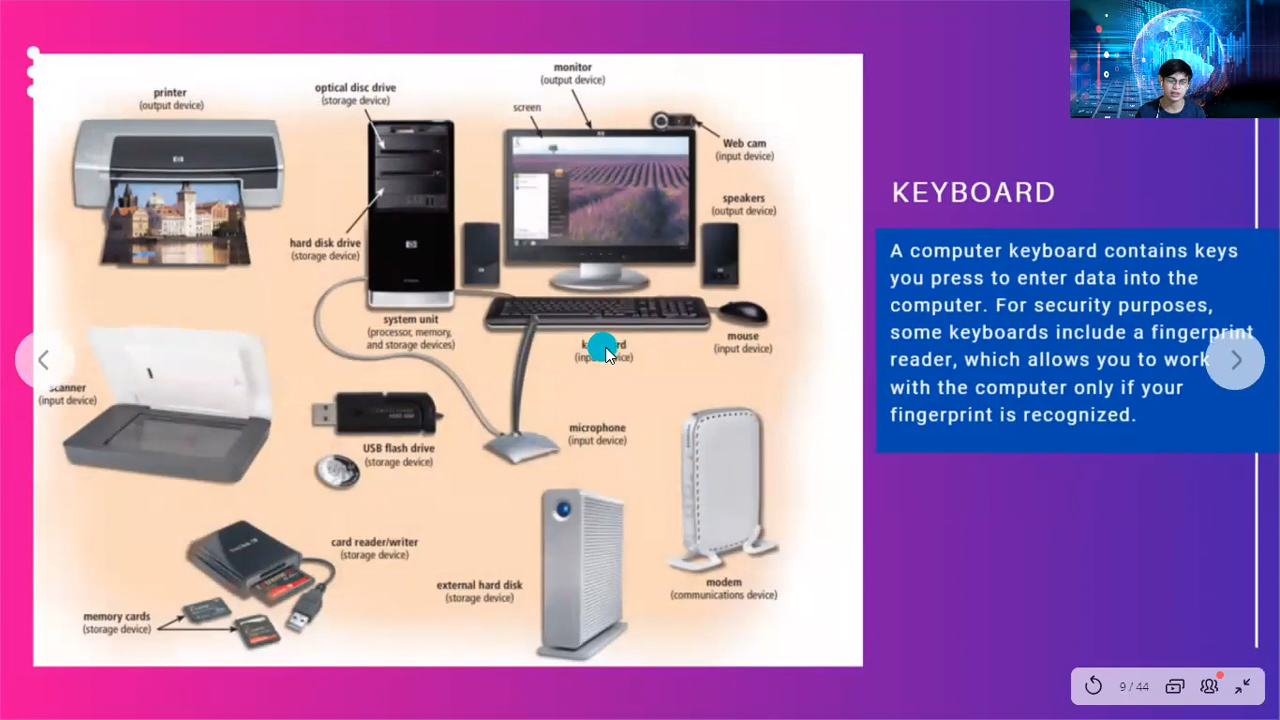 printer
(output device)
optical disc drive
(storage device)
monitor
(output device)
screen
Web cam
(input device)
speakers
(output device)
hard disk drive
(storage device)
system unit
(processor, memory,
and storage devices)
(input device)
mouse
(input device)
scanner
(input device)
USB flash drive
(storage device)
microphone
(input device)
card reader/writer
(storage device)
memory cards
(storage device)
external hard disk
(storage device)
modem
(communications device)
KEYBOARD
A computer keyboard contains keys
you press to enter data into the
computer. For security purposes,
some keyboards include a fingerprint
reader, which allows you to work
with the computer only if your
fingerprint is recognized.
9 / 44